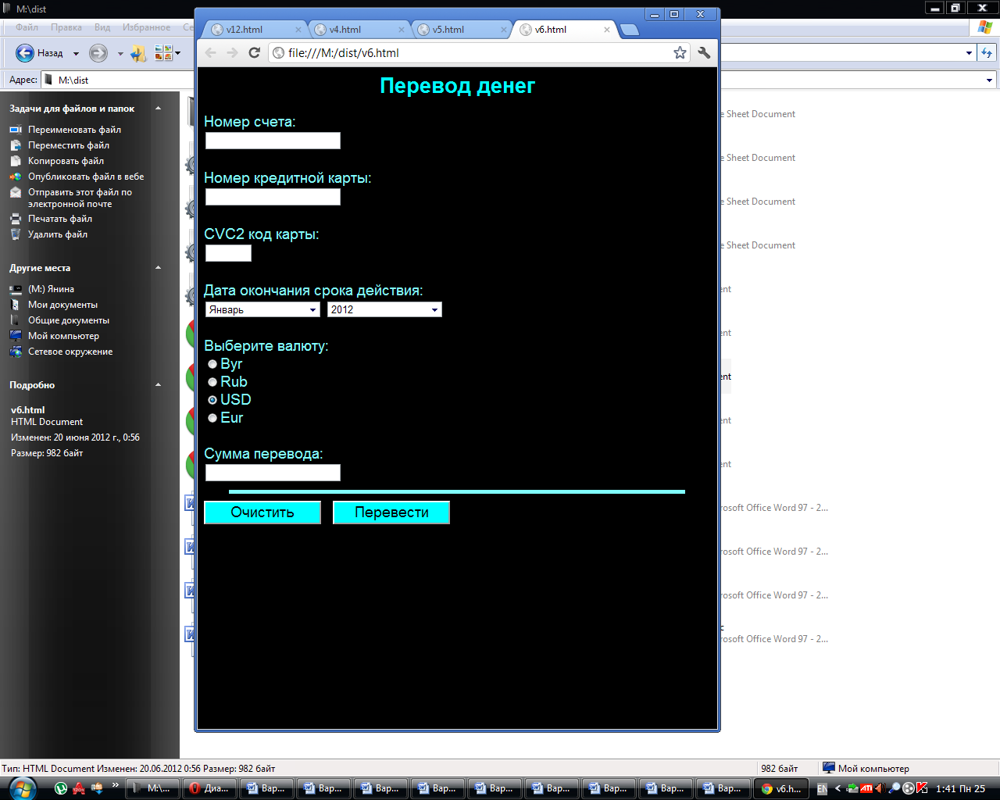 M:\dist
Файл Правка Вид Избранное
Назад
Адрес: M:\dist
Задачи для файлов и папок
Переименовать файл
Переместить файл
Копировать файл
Опубликовать файл в вебе
Отправить этот файл по
электронной почте
Печатать файл
Удалить файл
Другие места
(M:) Янина
Мои документы
Общие документы
Мой компьютер
Сетевое окружение
Подробно
v6.html
HTML Document
Изменен: 20 июня 2012 г., 0:56
Размер: 982 байт
v12.html v4.html v5.html v6.html
file:///M:/dist/v6.html
Перевод денег
Номер счета:
Номер кредитной карты:
CVC2 код карты:
Дата окончания срока действия:
Январь 2012
Выберите валюту:
Byr
Rub
USD
Eur
Сумма перевода:
Очистить Перевести
e Sheet Document
e Sheet Document
e Sheet Document
e Sheet Document
ent
ent
ent
ent
ent
rosoft Office Word 97 - 2...
rosoft Office Word 97 - 2...
rosoft Office Word 97 - 2...
rosoft Office Word 97 - 2...
Тип: HTML Document Изменен: 20.06.2012 0:56 Размер: 982 байт 982 байт Мой компьютер
M:\... Диа... Вар... Вар... Вар... Вар... Вар... Вар... Вар... Вар... Вар... v6.h... EN 1:41 Пн 25